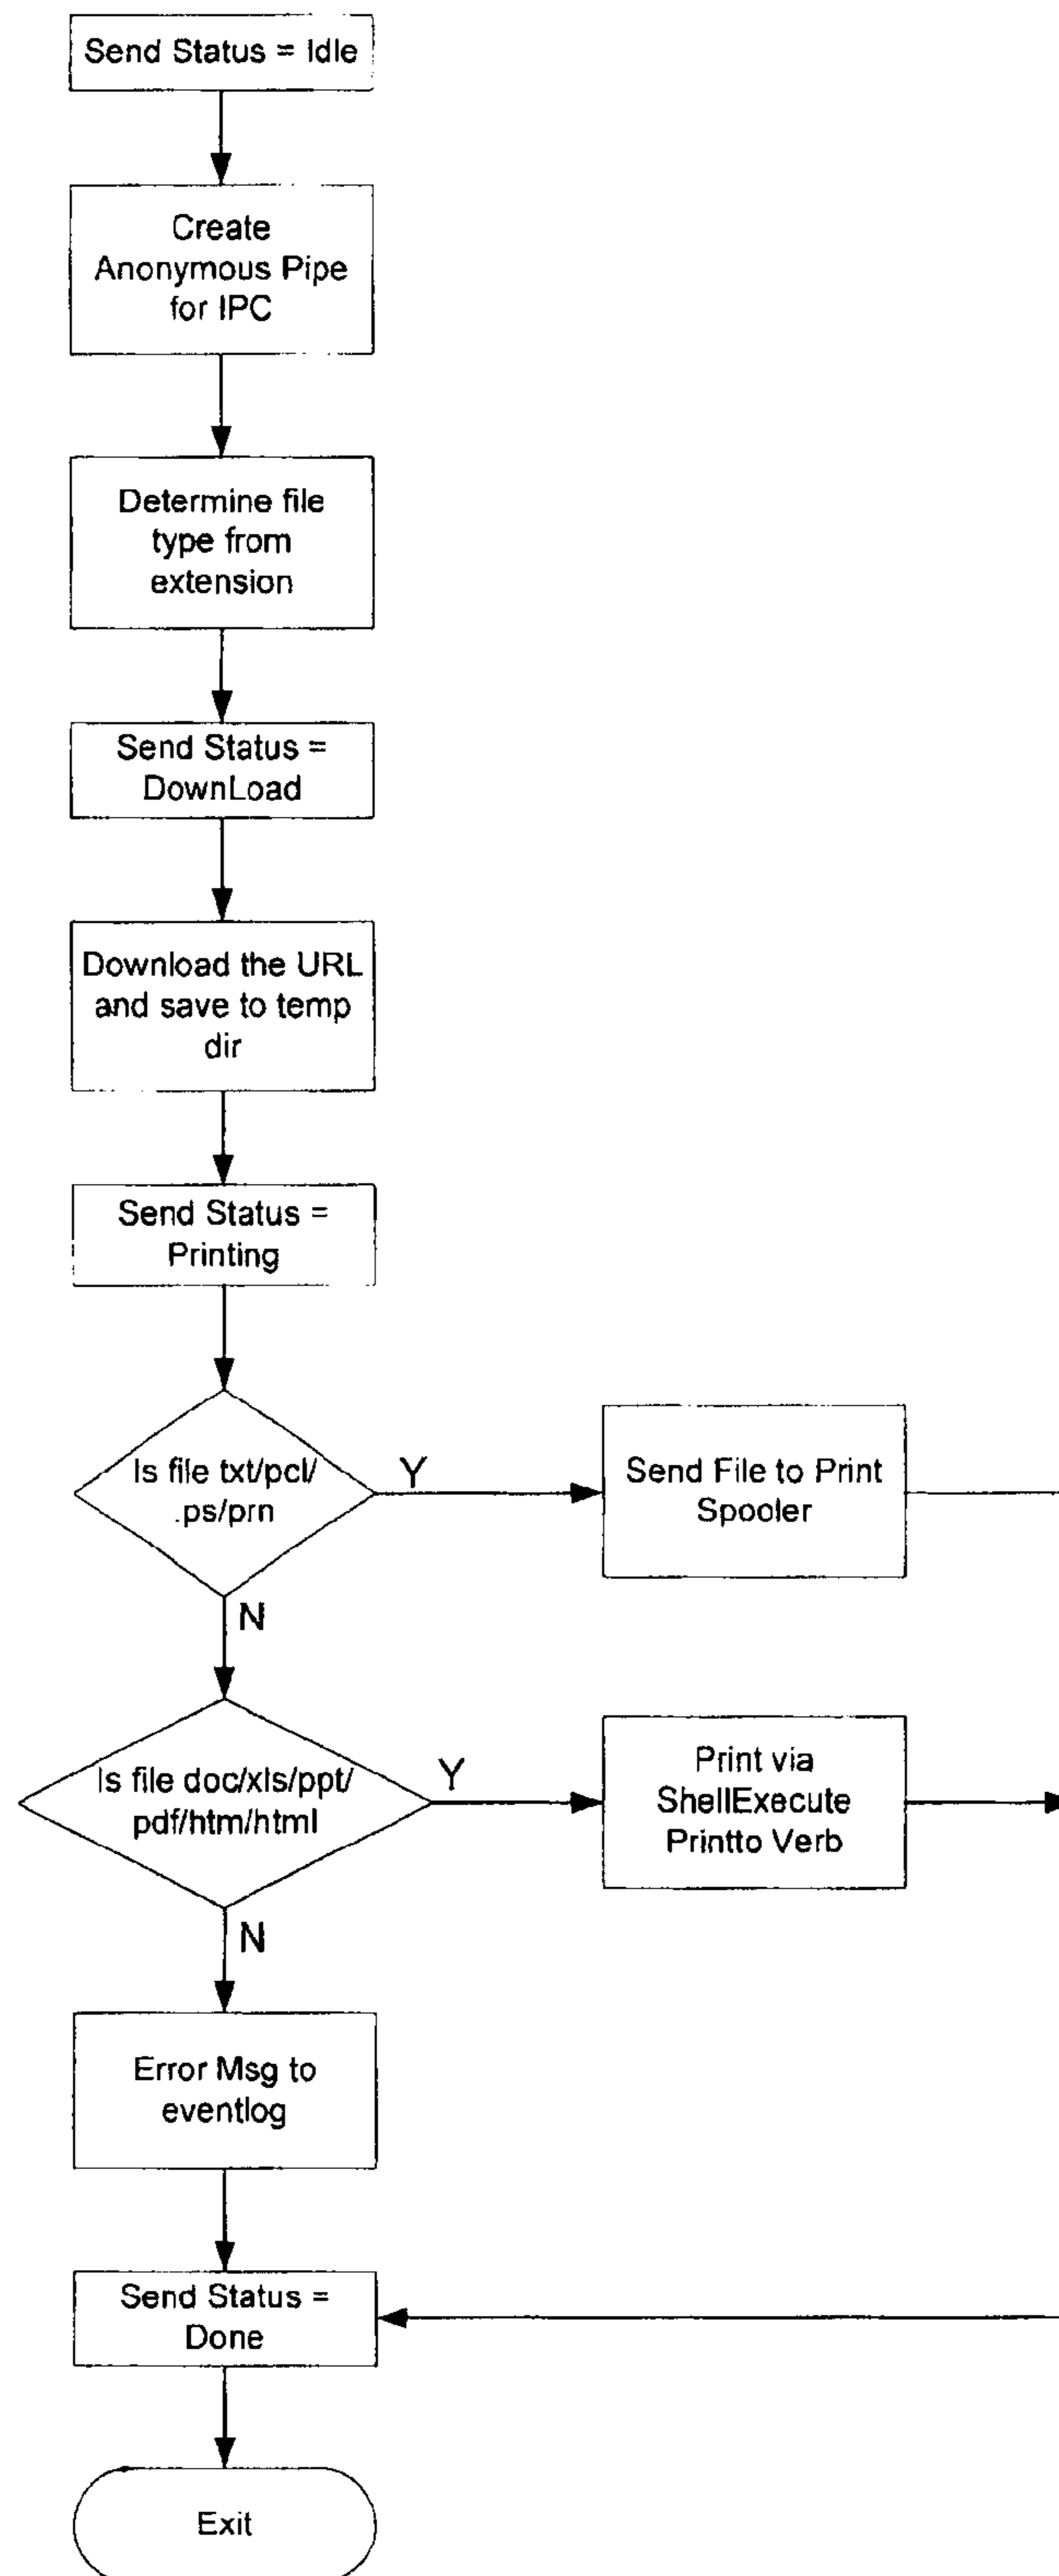 Send Status = Idle
Create
Anonymous Pipe
for IPC
Determine file
type from
extension
Send Status =
DownLoad
Download the URL
and save to temp
dir
Send Status =
Printing
Is file txt/pcl/
.ps/prn
Y
Send File to Print
Spooler
N
Is file doc/xls/ppt/
pdf/htm/html
Y
Print via
ShellExecute
Printto Verb
N
Error Msg to
eventlog
Send Status =
Done
Exit